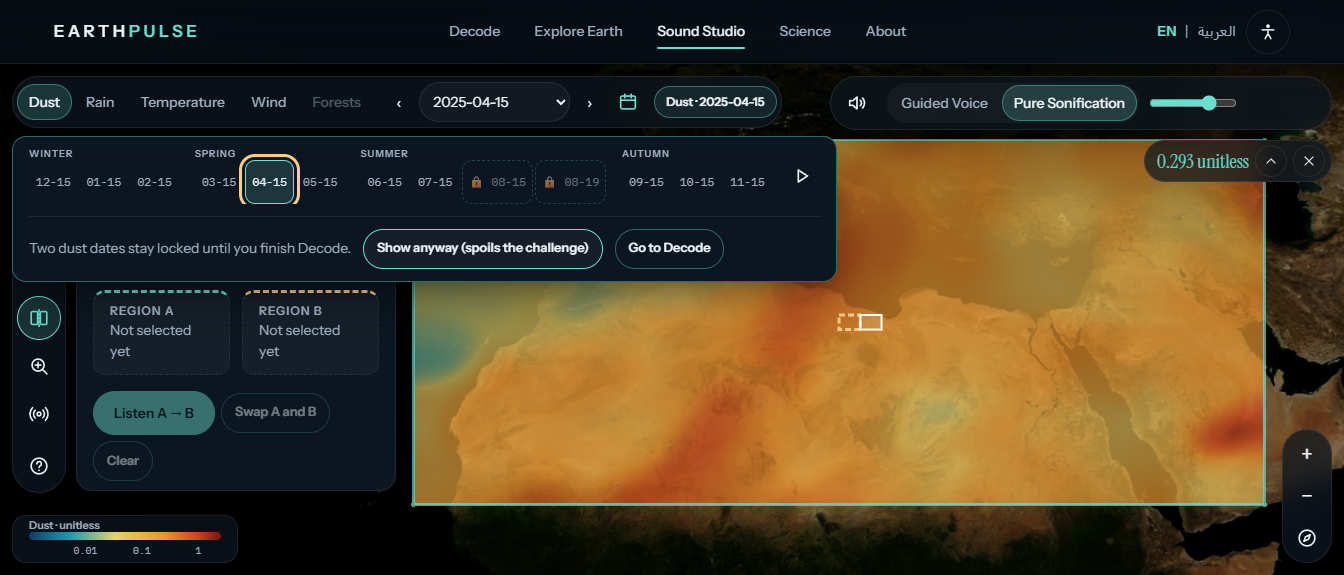 EARTHPULSE
Decode
Explore Earth
Sound Studio
Science
About
EN | العربية
Dust
Rain
Temperature
Wind
Forests
‹
2025-04-15
›
Dust · 2025-04-15
Guided Voice
Pure Sonification
WINTER
12-15 01-15 02-15
SPRING
03-15 04-15 05-15
SUMMER
06-15 07-15 08-15 08-19
AUTUMN
09-15 10-15 11-15
Two dust dates stay locked until you finish Decode.
Show anyway (spoils the challenge)
Go to Decode
0.293 unitless
REGION A
Not selected
yet
REGION B
Not selected
yet
Listen A → B
Swap A and B
Clear
Dust · unitless
0.01 0.1 1
+
−